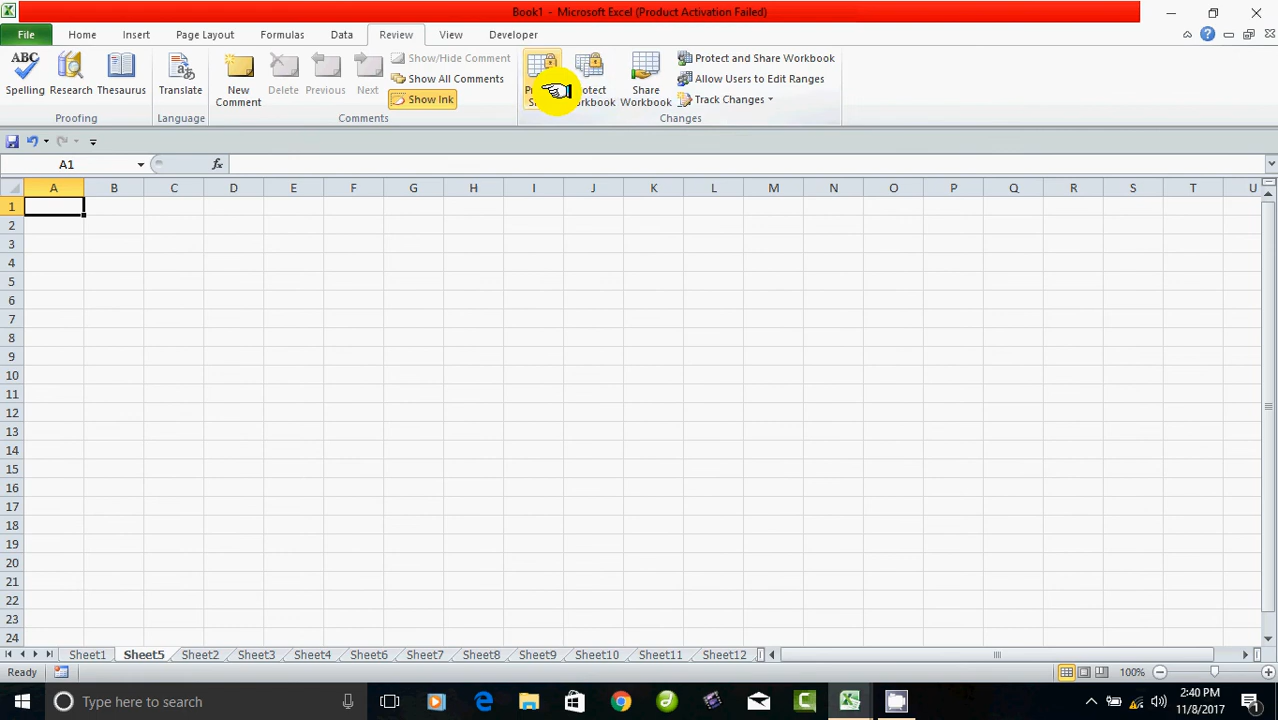 Book1 - Microsoft Excel (Product Activation Failed)
File Home Insert Page Layout Formulas Data Review View Developer
ABC
Spelling Research Thesaurus Translate New Comment Delete Previous Next
Show/Hide Comment
Show All Comments
Show Ink
Share Workbook
Protect and Share Workbook
Allow Users to Edit Ranges
Track Changes
Proofing Language Comments Changes
A1 fx
A B C D E F G H I J K L M N O P Q R S T U
1
2
3
4
5
6
7
8
9
10
11
12
13
14
15
16
17
18
19
20
21
22
23
24
Sheet1 Sheet5 Sheet2 Sheet3 Sheet4 Sheet6 Sheet7 Sheet8 Sheet9 Sheet10 Sheet11 Sheet12
Ready 100%
Type here to search
2:40 PM
11/8/2017